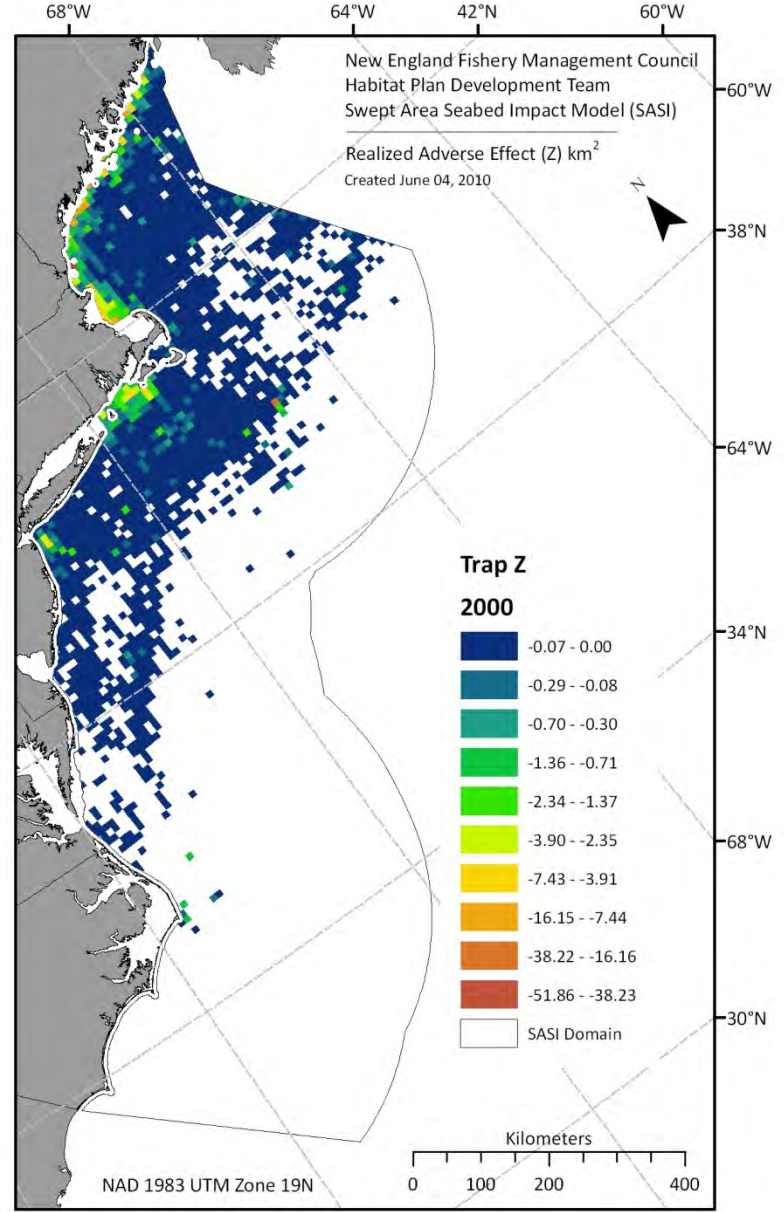 68°W 64°W 42°N 60°W
New England Fishery Management Council
Habitat Plan Development Team
Swept Area Seabed Impact Model (SASI)
Realized Adverse Effect (Z) km²
Created June 04, 2010
N
60°W
38°N
64°W
34°N
68°W
30°N
Trap Z
2000
-0.07 - 0.00
-0.29 - -0.08
-0.70 - -0.30
-1.36 - -0.71
-2.34 - -1.37
-3.90 - -2.35
-7.43 - -3.91
-16.15 - -7.44
-38.22 - -16.16
-51.86 - -38.23
SASI Domain
Kilometers
0 100 200 400
NAD 1983 UTM Zone 19N